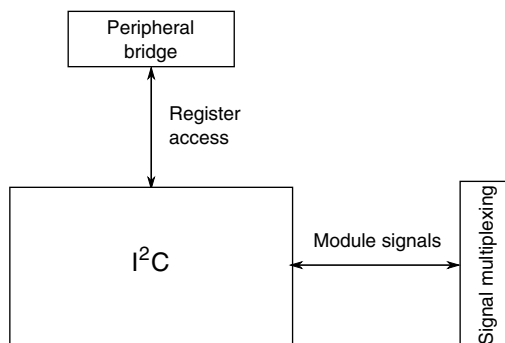 Peripheral
bridge
Register
access
I²C
Module signals
Signal multiplexing